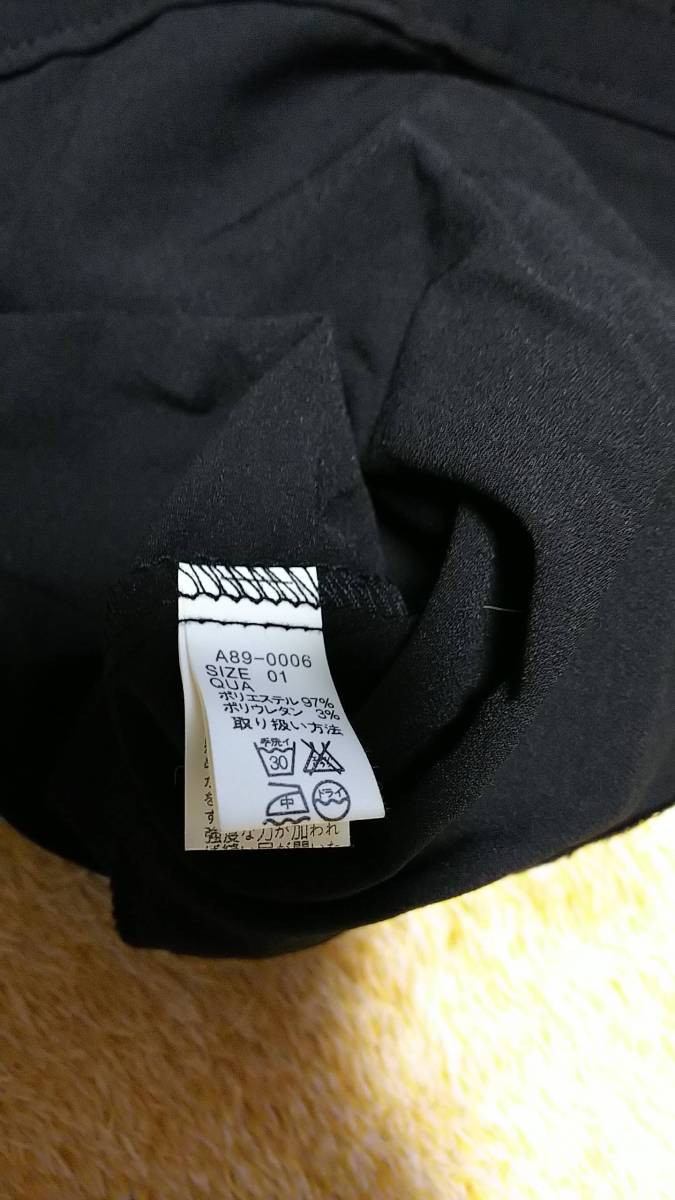 A89-0006
SIZE 01
QUA
ポリエステル 97%
ポリウレタン 3%
取り扱い方法
手洗イ
30
中
ドライ
強度な力が加われ